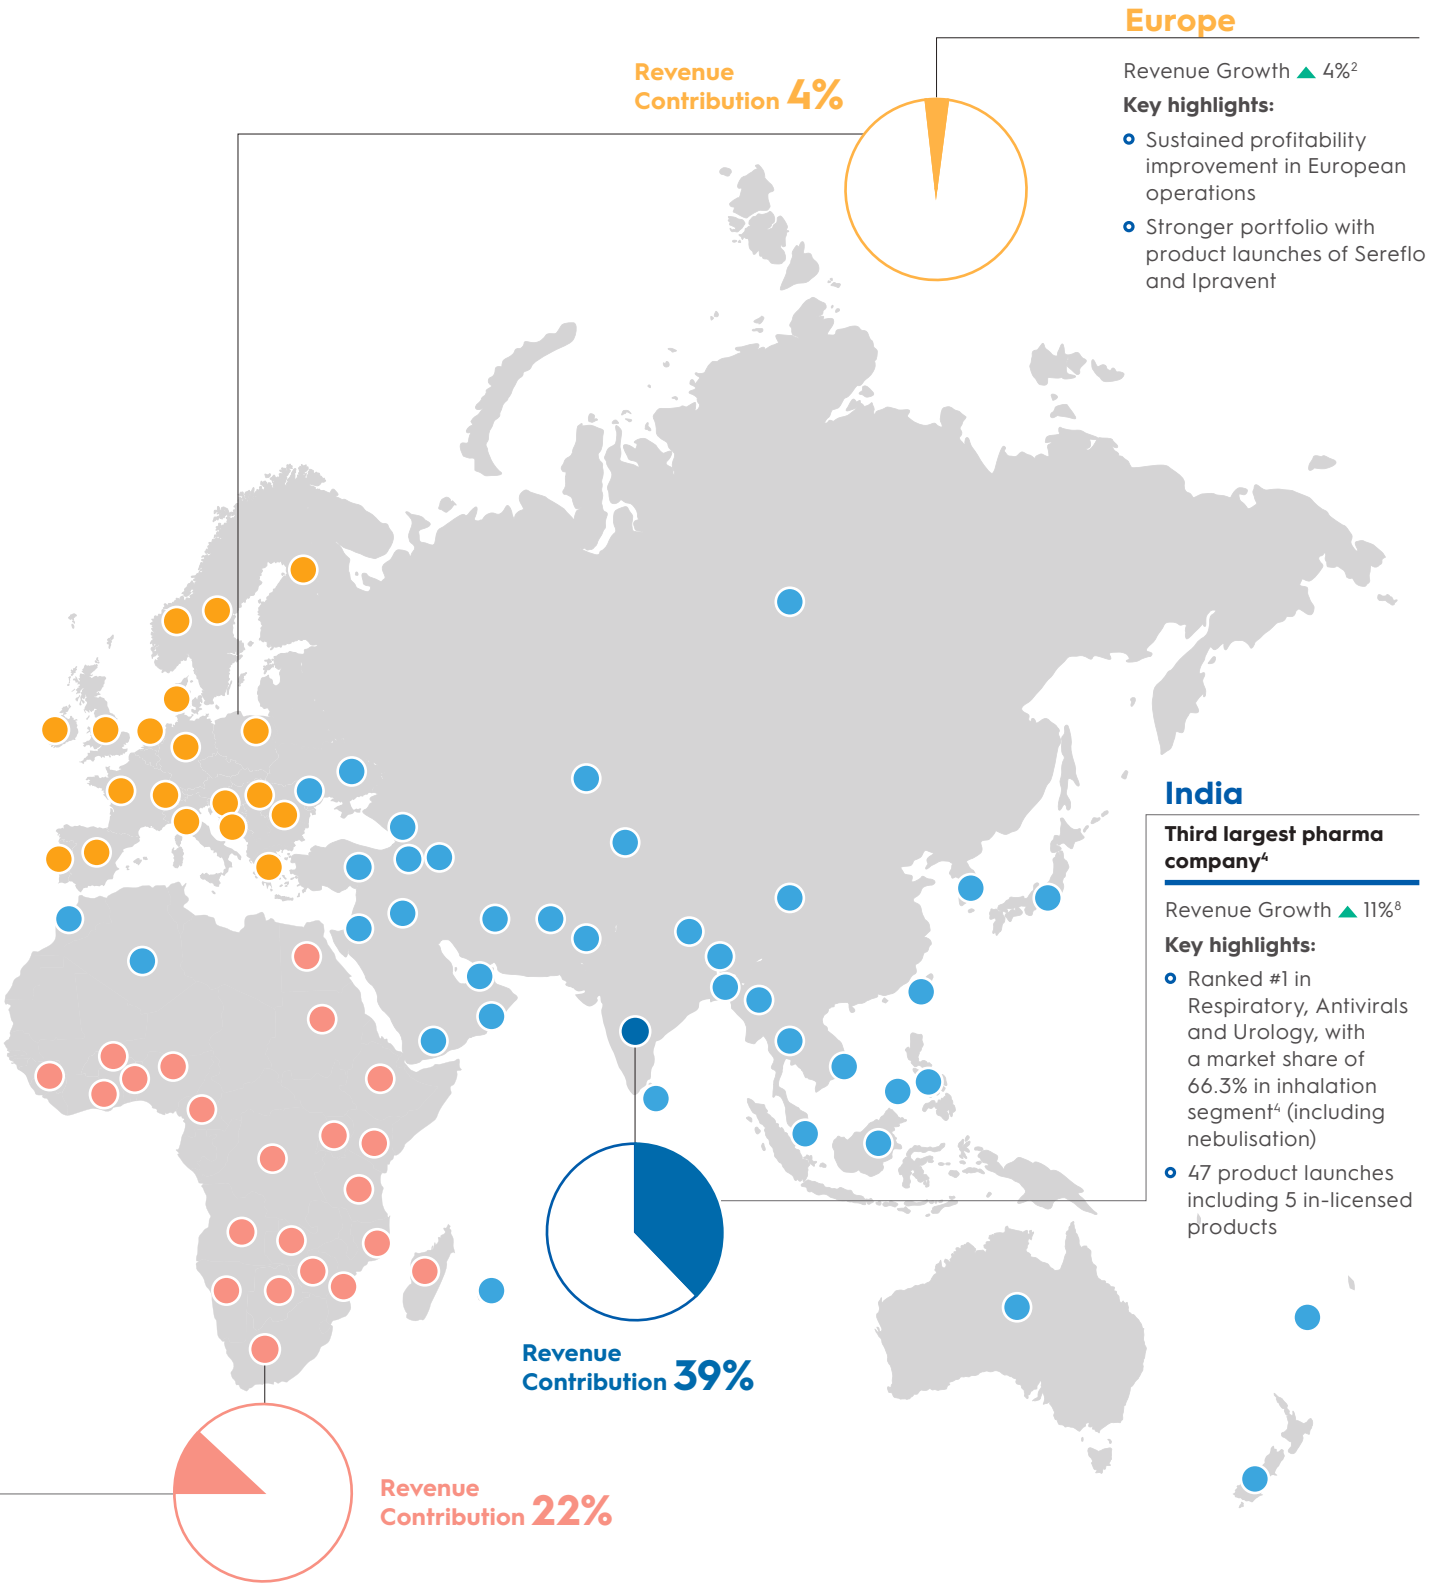 Europe
Revenue Growth 4%²
Key highlights:
Sustained profitability
improvement in European
operations
Stronger portfolio with
product launches of Sereflo
and Ipravent
Revenue
Contribution 4%
India
Third largest pharma
company⁴
Revenue Growth 11%⁸
Key highlights:
Ranked #1 in
Respiratory, Antivirals
and Urology, with
a market share of
66.3% in inhalation
segment⁴ (including
nebulisation)
47 product launches
including 5 in-licensed
products
Revenue
Contribution 39%
Revenue
Contribution 22%